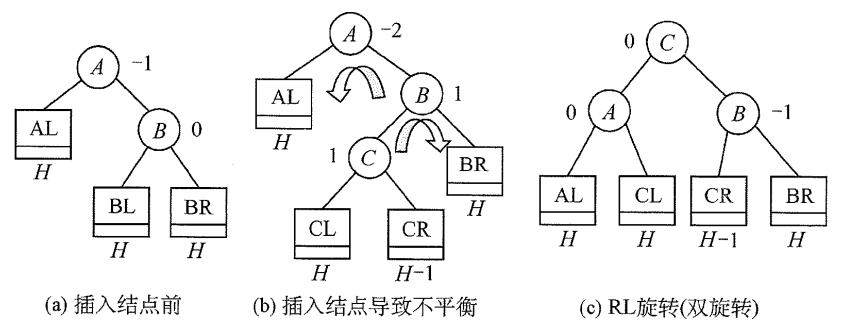 A -1
AL
H
B 0
BL
H
BR
H
(a) 插入结点前
A -2
AL
H
B 1
1 C
BR
H
CL
H
CR
H-1
(b) 插入结点导致不平衡
0 C
0 A
B -1
AL
H
CL
H
CR
H-1
BR
H
(c) RL旋转(双旋转)